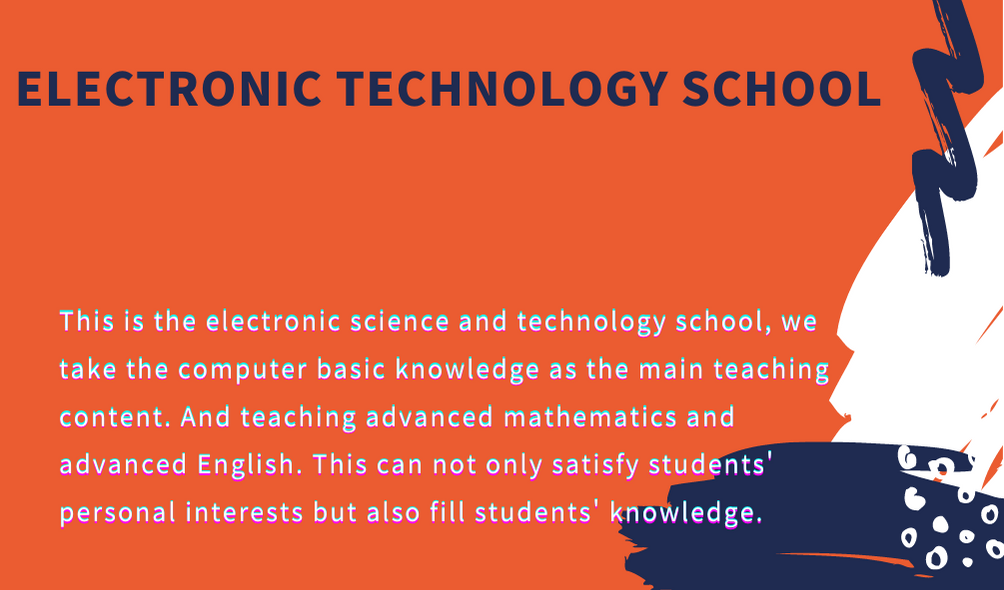 ELECTRONIC TECHNOLOGY SCHOOL
This is the electronic science and technology school, we
take the computer basic knowledge as the main teaching
content. And teaching advanced mathematics and
advanced English. This can not only satisfy students'
personal interests but also fill students' knowledge.